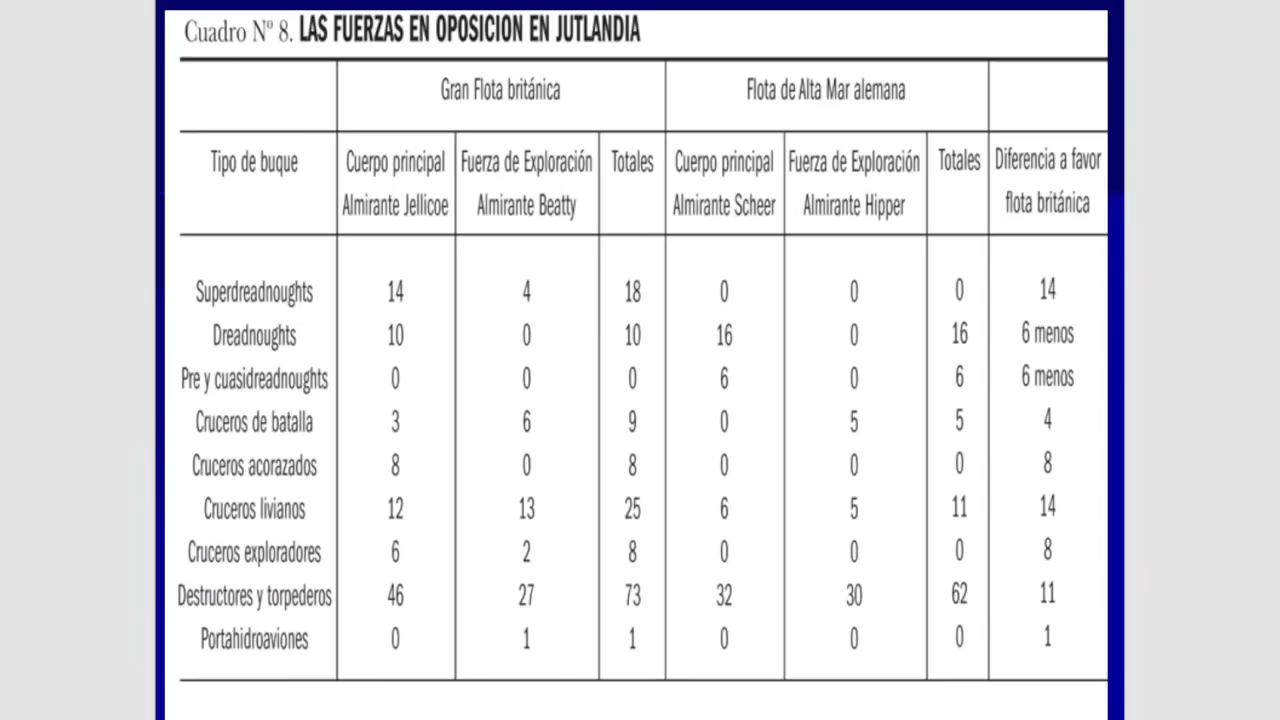 Cuadro Nº 8. LAS FUERZAS EN OPOSICION EN JUTLANDIA
Gran Flota británica Flota de Alta Mar alemana
Tipo de buque Cuerpo principal Fuerza de Exploración Totales Cuerpo principal Fuerza de Exploración Totales Diferencia a favor
Almirante Jellicoe Almirante Beatty Almirante Scheer Almirante Hipper flota británica
Superdreadnoughts 14 4 18 0 0 0 14
Dreadnoughts 10 0 10 16 0 16 6 menos
Pre y cuasidreadnoughts 0 0 0 6 0 6 6 menos
Cruceros de batalla 3 6 9 0 5 5 4
Cruceros acorazados 8 0 8 0 0 0 8
Cruceros livianos 12 13 25 6 5 11 14
Cruceros exploradores 6 2 8 0 0 0 8
Destructores y torpederos 46 27 73 32 30 62 11
Portahidroaviones 0 1 1 0 0 0 1